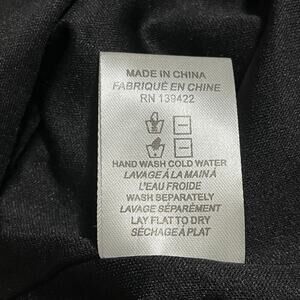 MADE IN CHINA
FABRIQUÉ EN CHINE
RN 139422
HAND WASH COLD WATER
LAVAGE À LA MAIN À
L'EAU FROIDE
WASH SEPARATELY
LAVAGE SÉPARÉMENT
LAY FLAT TO DRY
SÉCHAGE À PLAT